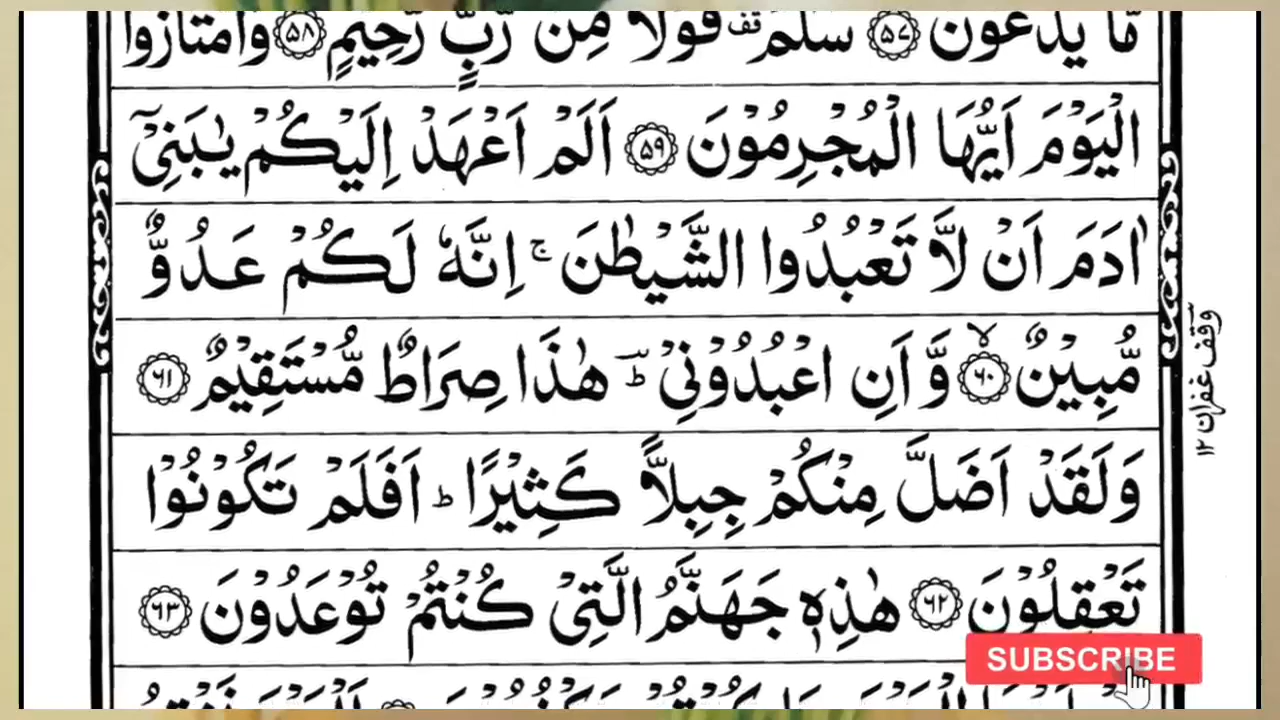 مَّا يَدَّعُوْنَ ۝٥٧ سَلٰمٌ ۛقف قَوْلًا مِّنْ رَّبٍّ رَّحِيْمٍ ۝٥٨ وَامْتَازُوا
الْيَوْمَ اَيُّهَا الْمُجْرِمُوْنَ ۝٥٩ اَلَمْ اَعْهَدْ اِلَيْكُمْ يٰبَنِيْٓ
اٰدَمَ اَنْ لَّا تَعْبُدُوا الشَّيْطٰنَ ۚ اِنَّهٗ لَكُمْ عَدُوٌّ
مُّبِيْنٌ ۝٦٠ ۙ وَّ اَنِ اعْبُدُوْنِيْ ؕ هٰذَا صِرَاطٌ مُّسْتَقِيْمٌ ۝٦١
وقف غفران ١٢
وَلَقَدْ اَضَلَّ مِنْكُمْ جِبِلًّا كَثِيْرًا ؕ اَفَلَمْ تَكُوْنُوْا
تَعْقِلُوْنَ ۝٦٢ هٰذِهٖ جَهَنَّمُ الَّتِيْ كُنْتُمْ تُوْعَدُوْنَ ۝٦٣
SUBSCRIBE